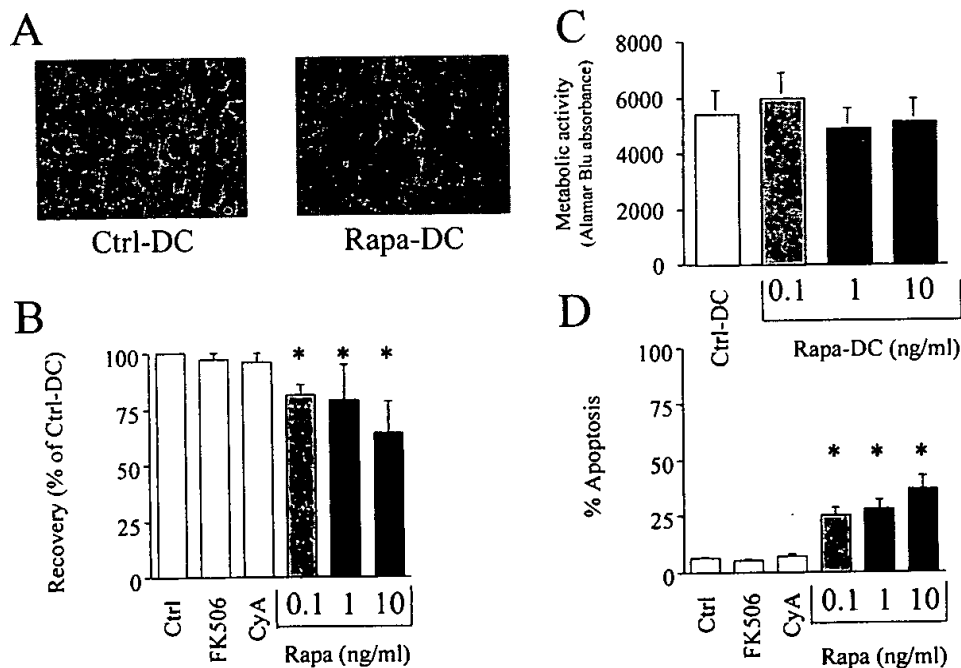 A
Ctrl-DC
Rapa-DC
B
Recovery (% of Ctrl-DC)
100
75
50
25
0
* * *
Ctrl
FK506
CyA
0.1 1 10
Rapa (ng/ml)
C
Metabolic activity
(Alamar Blu absorbance)
8000
6000
4000
2000
0
Ctrl-DC
0.1 1 10
Rapa-DC (ng/ml)
D
% Apoptosis
100
75
50
25
0
* * *
Ctrl
FK506
CyA
0.1 1 10
Rapa (ng/ml)